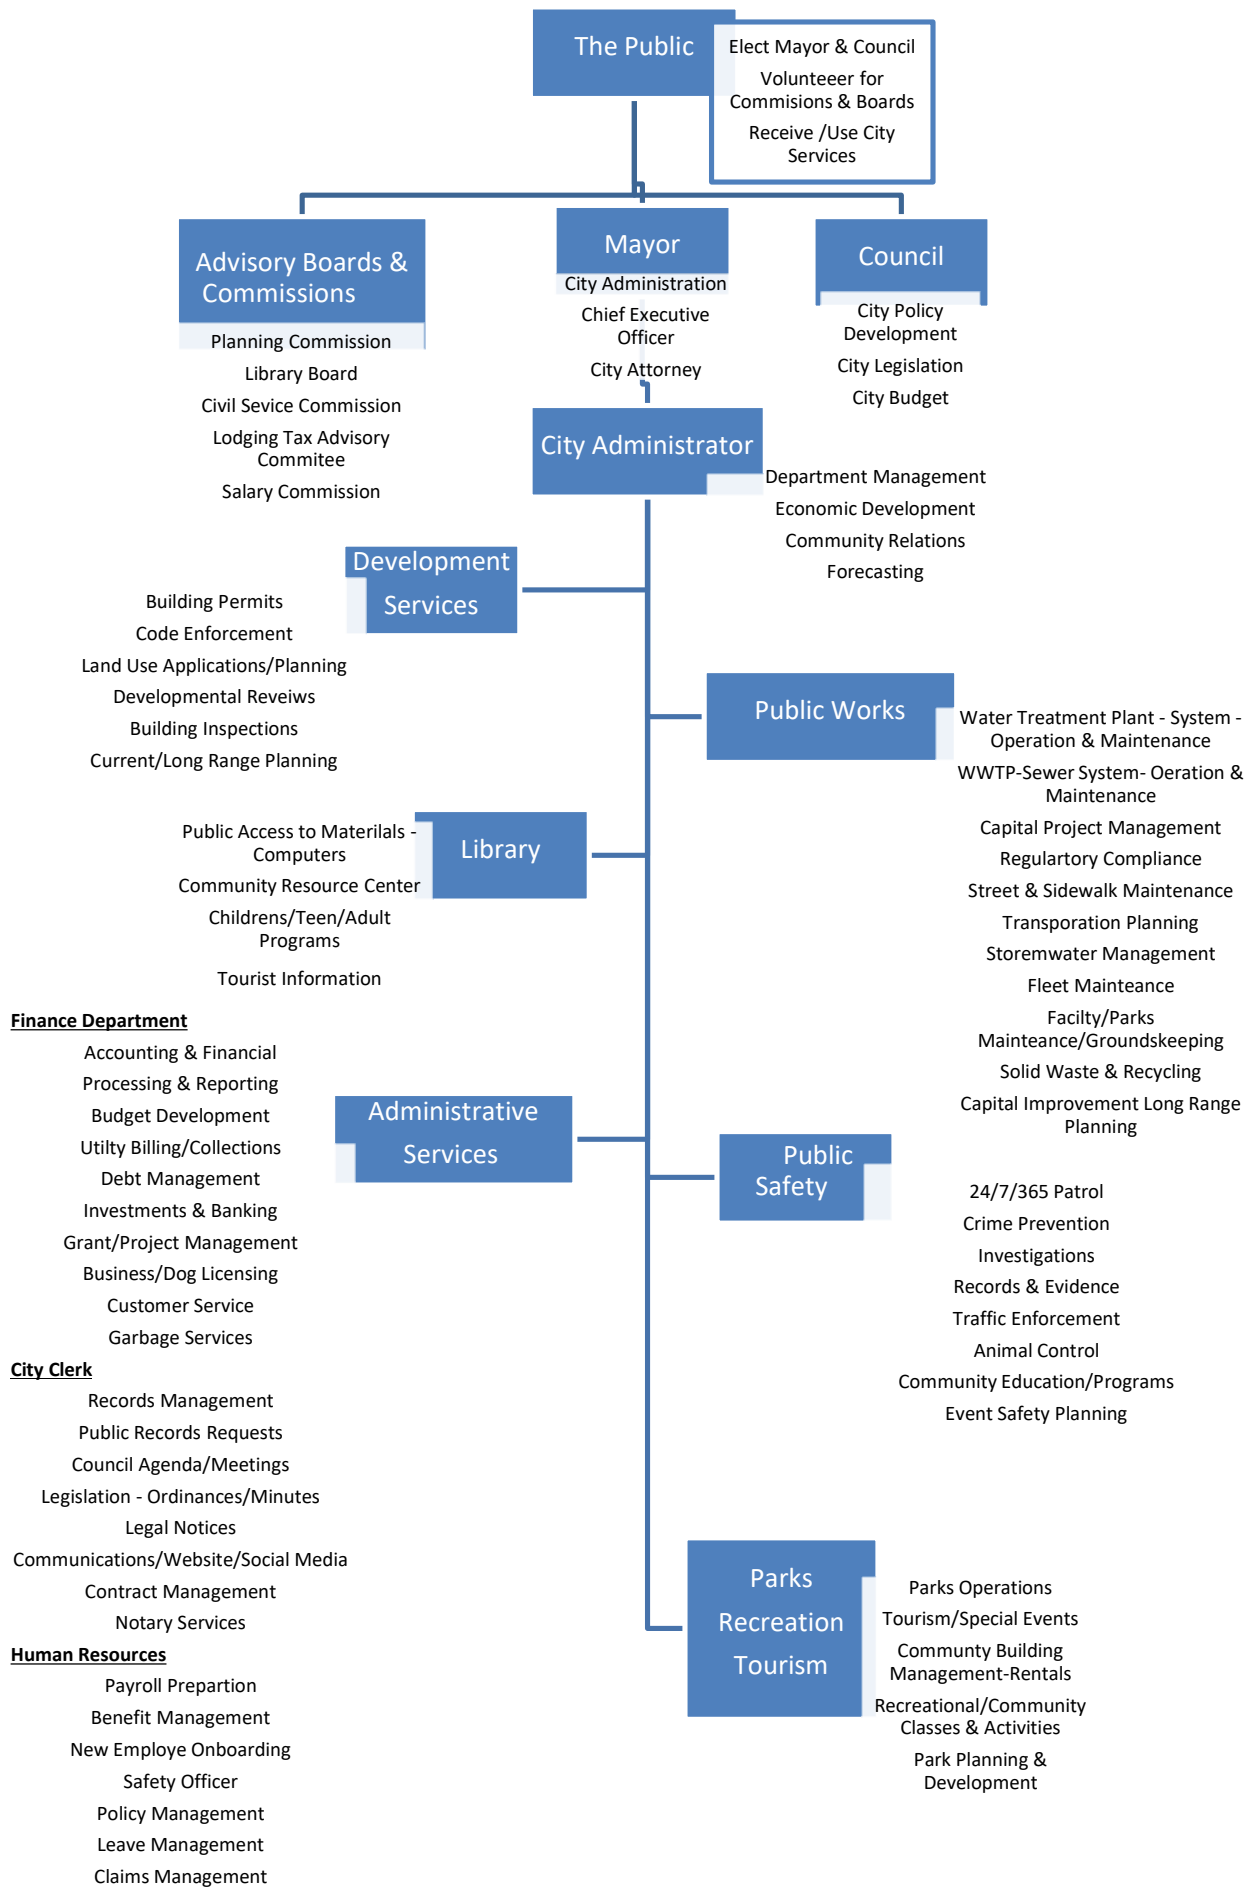 The Public
Elect Mayor & Council
Volunteeer for
Commisions & Boards
Receive /Use City
Services
Advisory Boards &
Commissions
Planning Commission
Library Board
Civil Sevice Commission
Lodging Tax Advisory
Commitee
Salary Commission
Mayor
City Administration
Chief Executive
Officer
City Attorney
Council
City Policy
Development
City Legislation
City Budget
City Administrator
Department Management
Economic Development
Community Relations
Forecasting
Development
Services
Building Permits
Code Enforcement
Land Use Applications/Planning
Developmental Reveiws
Building Inspections
Current/Long Range Planning
Public Works
Water Treatment Plant - System -
Operation & Maintenance
WWTP-Sewer System- Oeration &
Maintenance
Capital Project Management
Regulartory Compliance
Street & Sidewalk Maintenance
Transporation Planning
Storemwater Management
Fleet Mainteance
Facilty/Parks
Mainteance/Groundskeeping
Solid Waste & Recycling
Capital Improvement Long Range
Planning
Library
Public Access to Materilals -
Computers
Community Resource Center
Childrens/Teen/Adult
Programs
Tourist Information
Administrative
Services
Finance Department
Accounting & Financial
Processing & Reporting
Budget Development
Utilty Billing/Collections
Debt Management
Investments & Banking
Grant/Project Management
Business/Dog Licensing
Customer Service
Garbage Services
City Clerk
Records Management
Public Records Requests
Council Agenda/Meetings
Legislation - Ordinances/Minutes
Legal Notices
Communications/Website/Social Media
Contract Management
Notary Services
Human Resources
Payroll Prepartion
Benefit Management
New Employe Onboarding
Safety Officer
Policy Management
Leave Management
Claims Management
Public
Safety
24/7/365 Patrol
Crime Prevention
Investigations
Records & Evidence
Traffic Enforcement
Animal Control
Community Education/Programs
Event Safety Planning
Parks
Recreation
Tourism
Parks Operations
Tourism/Special Events
Communty Building
Management-Rentals
Recreational/Community
Classes & Activities
Park Planning &
Development